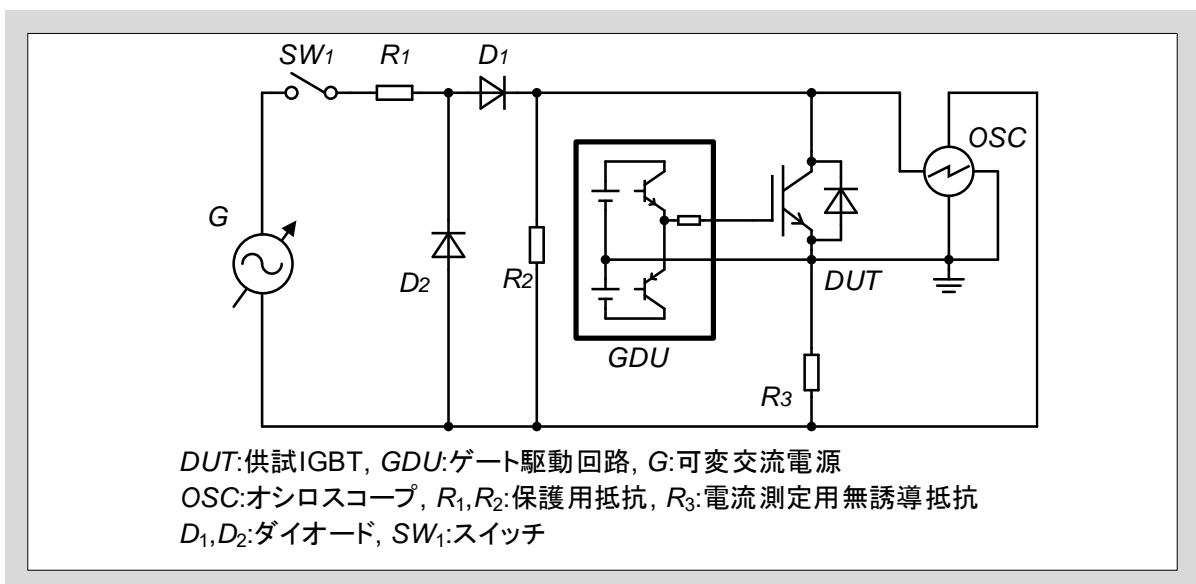 SW1 R1 D1
OSC
G
D2 R2 DUT
GDU
R3
DUT:供試IGBT, GDU:ゲート駆動回路, G:可変交流電源
OSC:オシロスコープ, R1,R2:保護用抵抗, R3:電流測定用無誘導抵抗
D1,D2:ダイオード, SW1:スイッチ